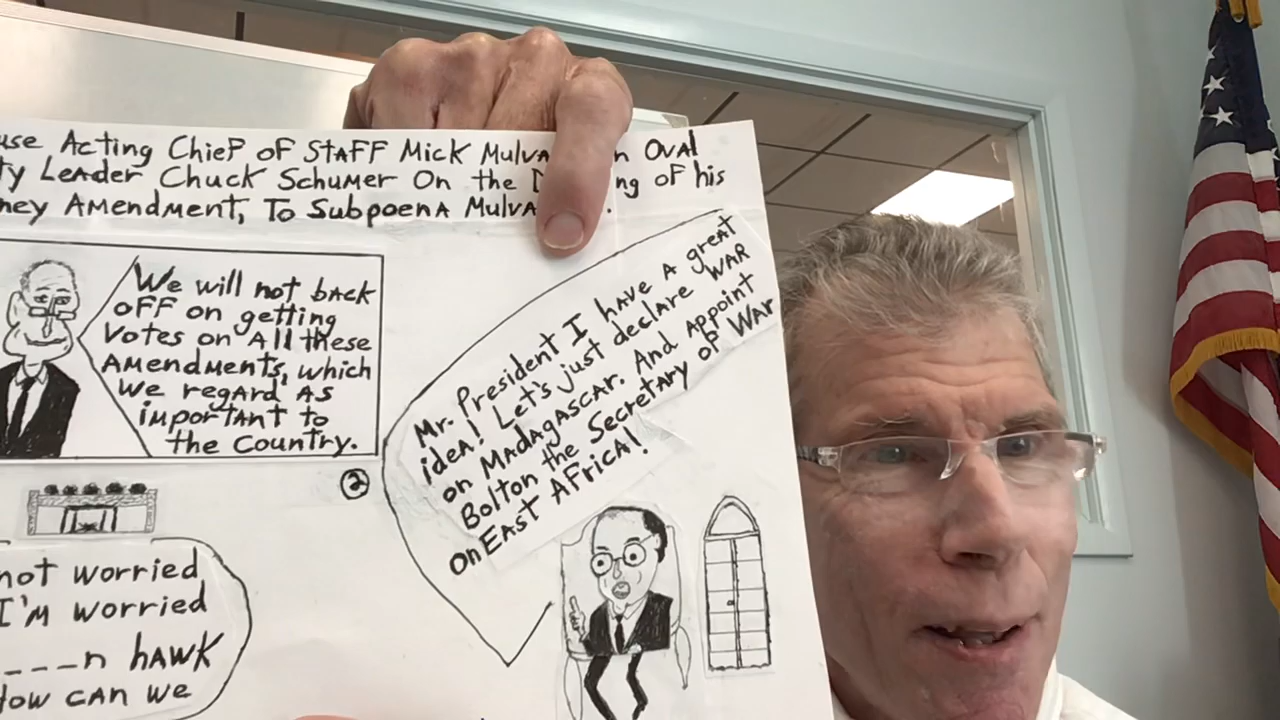 use Acting Chief of Staff Mick Mulva n Oval
ty Leader Chuck Schumer On the D ng of his
ney Amendment, To Subpoena Mulva .
We will not back
off on getting
Votes on All these
Amendments, which
we regard as
important to
the Country.
2
Mr. President I have a great
idea! Let's just declare War
on Madagascar. And appoint
Bolton the Secretary of War
on East Africa!
not worried
I'm worried
---n hawk
How can we